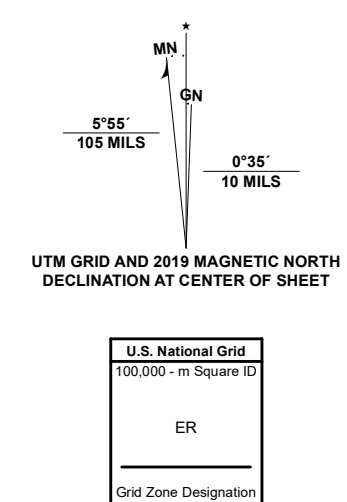 ★
MN
GN
5°55´
105 MILS
0°35´
10 MILS
UTM GRID AND 2019 MAGNETIC NORTH
DECLINATION AT CENTER OF SHEET
U.S. National Grid
100,000 - m Square ID
ER
Grid Zone Designation